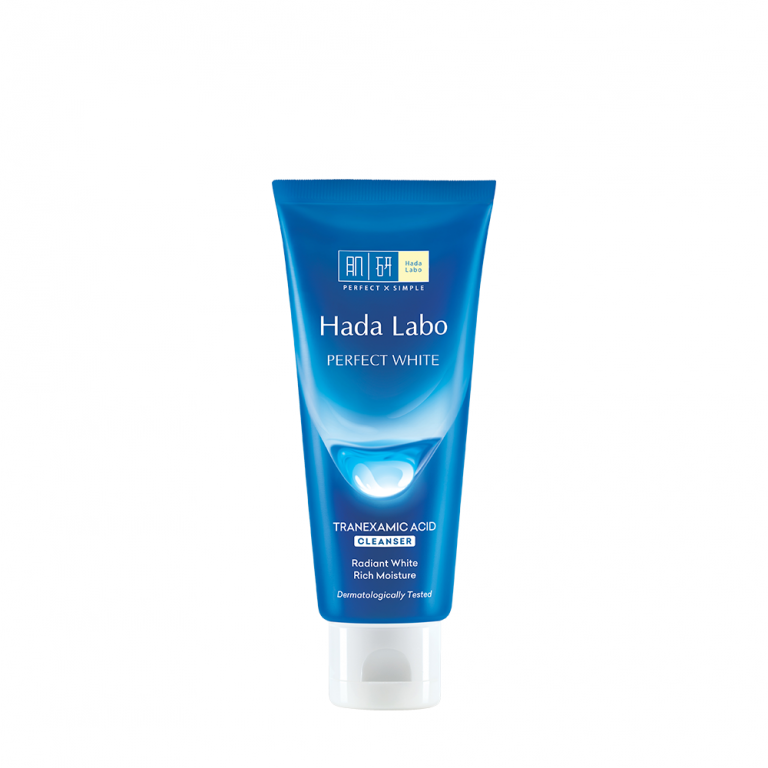 肌研 Hada
Labo
PERFECT X SIMPLE
Hada Labo
PERFECT WHITE
TRANEXAMIC ACID
CLEANSER
Radiant White
Rich Moisture
Dermatologically Tested